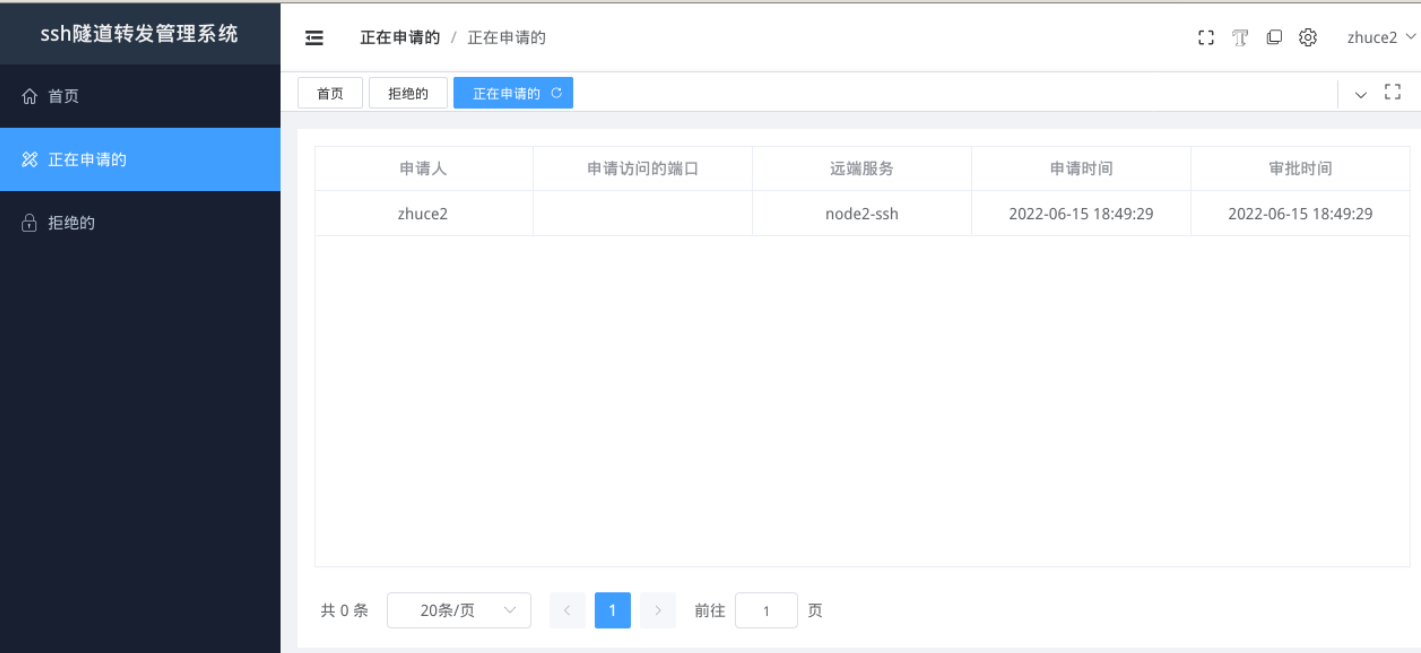 ssh隧道转发管理系统
正在申请的 / 正在申请的
zhuce2
首页
正在申请的
拒绝的
首页 拒绝的 正在申请的
申请人 申请访问的端口 远端服务 申请时间 审批时间
zhuce2 node2-ssh 2022-06-15 18:49:29 2022-06-15 18:49:29
共 0 条 20条/页 1 前往 1 页